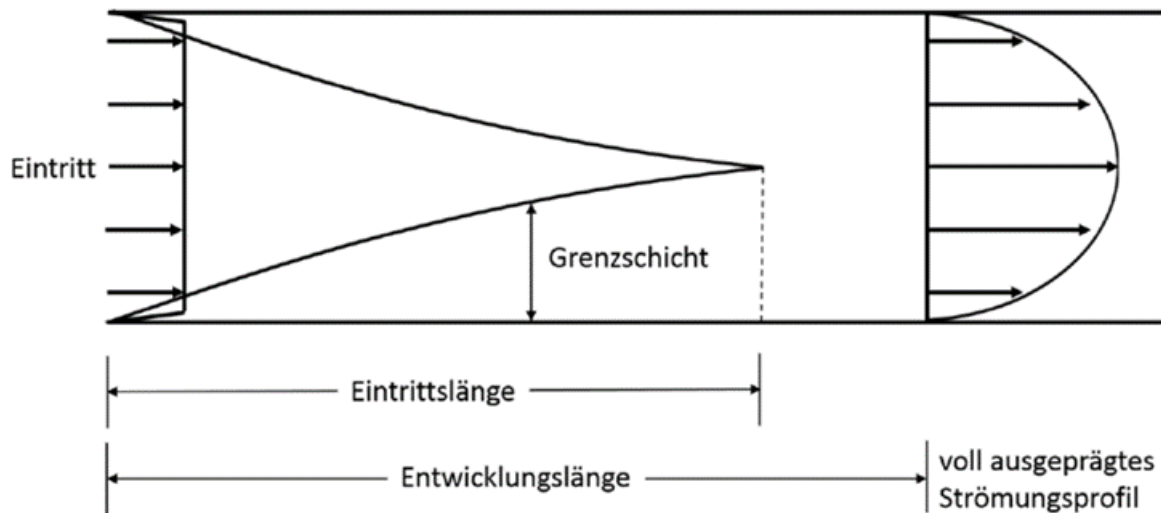 Eintritt
Grenzschicht
Eintrittslänge
Entwicklungslänge
voll ausgeprägtes
Strömungsprofil